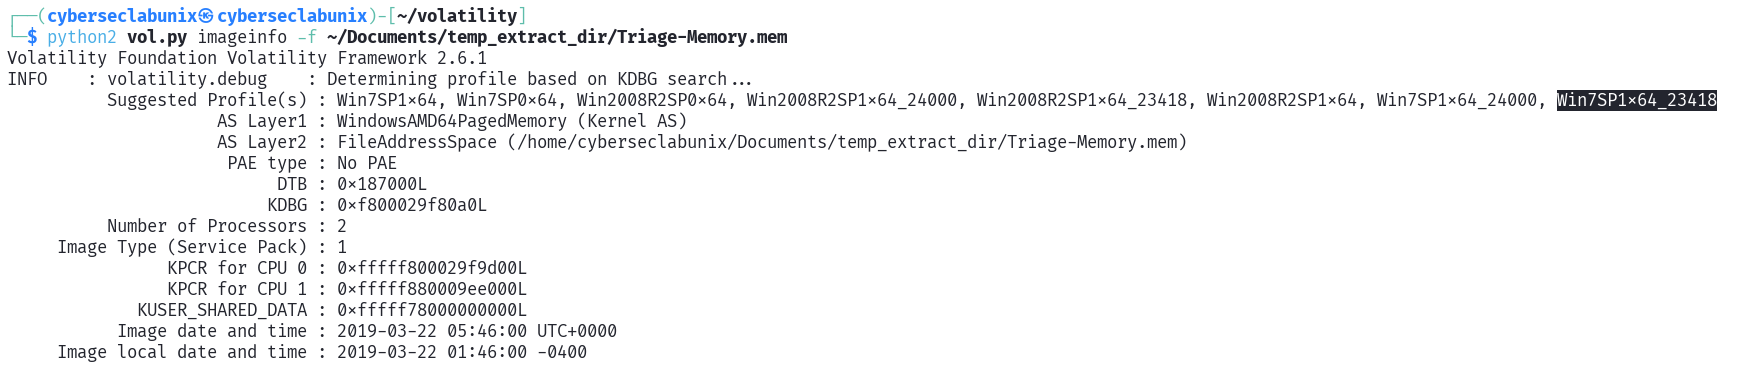 ┌──(cyberseclabunix㉿cyberseclabunix)-[~/volatility]
└─$ python2 vol.py imageinfo -f ~/Documents/temp_extract_dir/Triage-Memory.mem
Volatility Foundation Volatility Framework 2.6.1
INFO    : volatility.debug    : Determining profile based on KDBG search...
          Suggested Profile(s) : Win7SP1x64, Win7SP0x64, Win2008R2SP0x64, Win2008R2SP1x64_24000, Win2008R2SP1x64_23418, Win2008R2SP1x64, Win7SP1x64_24000, Win7SP1x64_23418
                     AS Layer1 : WindowsAMD64PagedMemory (Kernel AS)
                     AS Layer2 : FileAddressSpace (/home/cyberseclabunix/Documents/temp_extract_dir/Triage-Memory.mem)
                      PAE type : No PAE
                           DTB : 0x187000L
                          KDBG : 0xf800029f80a0L
          Number of Processors : 2
     Image Type (Service Pack) : 1
                KPCR for CPU 0 : 0xfffff800029f9d00L
                KPCR for CPU 1 : 0xfffff880009ee000L
             KUSER_SHARED_DATA : 0xfffff78000000000L
           Image date and time : 2019-03-22 05:46:00 UTC+0000
     Image local date and time : 2019-03-22 01:46:00 -0400